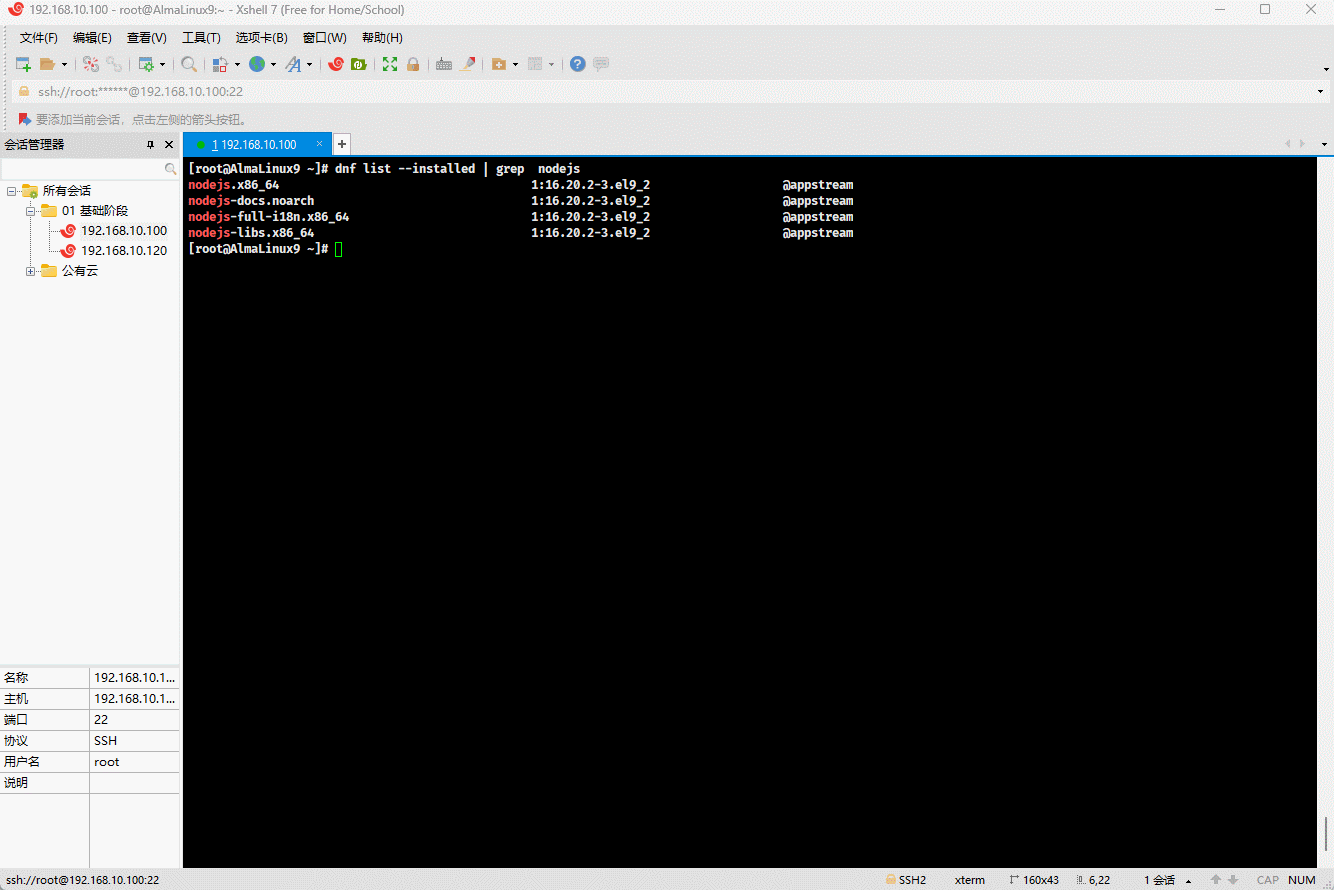 192.168.10.100 - root@AlmaLinux9:~ - Xshell 7 (Free for Home/School)
文件(F) 编辑(E) 查看(V) 工具(T) 选项卡(B) 窗口(W) 帮助(H)
ssh://root:******@192.168.10.100:22
要添加当前会话，点击左侧的箭头按钮。
会话管理器
1 192.168.10.100
所有会话
01 基础阶段
192.168.10.100
192.168.10.120
公有云
[root@AlmaLinux9 ~]# dnf list --installed | grep  nodejs
nodejs.x86_64 1:16.20.2-3.el9_2 @appstream
nodejs-docs.noarch 1:16.20.2-3.el9_2 @appstream
nodejs-full-i18n.x86_64 1:16.20.2-3.el9_2 @appstream
nodejs-libs.x86_64 1:16.20.2-3.el9_2 @appstream
[root@AlmaLinux9 ~]#
名称 192.168.10.1...
主机 192.168.10.1...
端口 22
协议 SSH
用户名 root
说明
ssh://root@192.168.10.100:22 SSH2 xterm 160x43 6,22 1 会话 CAP NUM